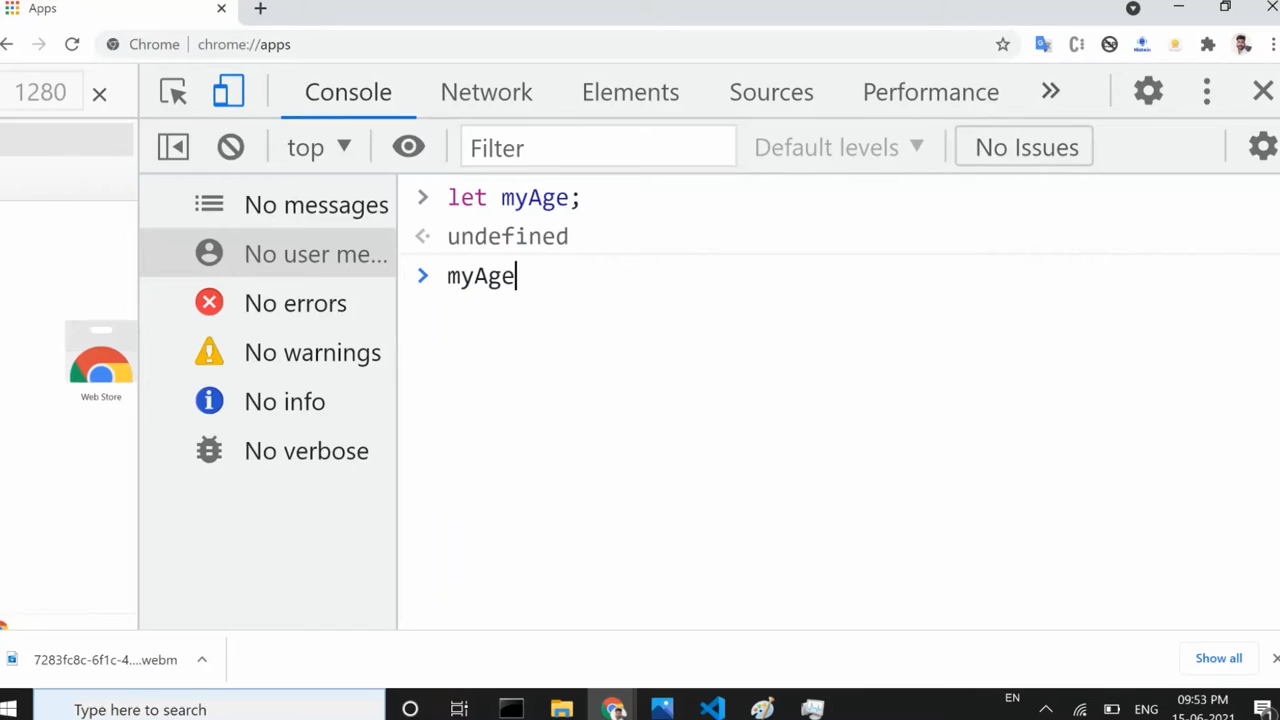 Apps
Chrome chrome://apps
1280
Console Network Elements Sources Performance
top Filter Default levels No Issues
No messages
No user me...
No errors
No warnings
No info
No verbose
let myAge;
undefined
myAge
Web Store
7283fc8c-6f1c-4....webm
Show all
Type here to search
EN
ENG
09:53 PM
15-06-2021